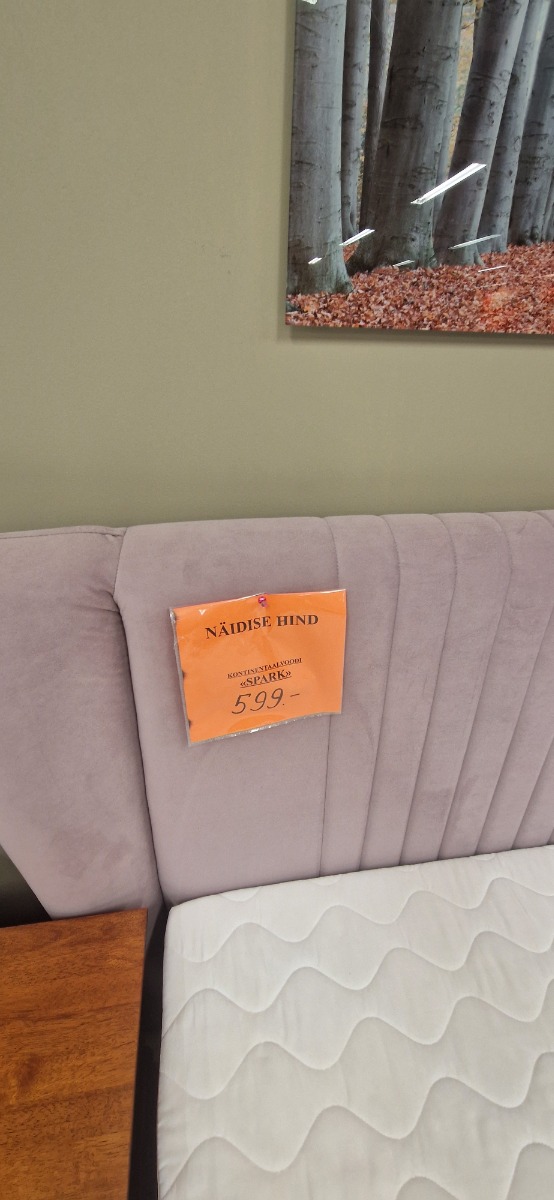 NÄIDISE HIND
KONTINENTAALVOODI
«SPARK»
599.-